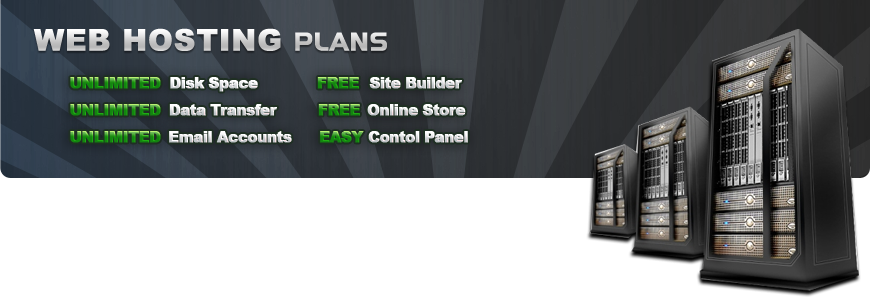 WEB HOSTING PLANS
UNLIMITED Disk Space
UNLIMITED Data Transfer
UNLIMITED Email Accounts
FREE Site Builder
FREE Online Store
EASY Contol Panel